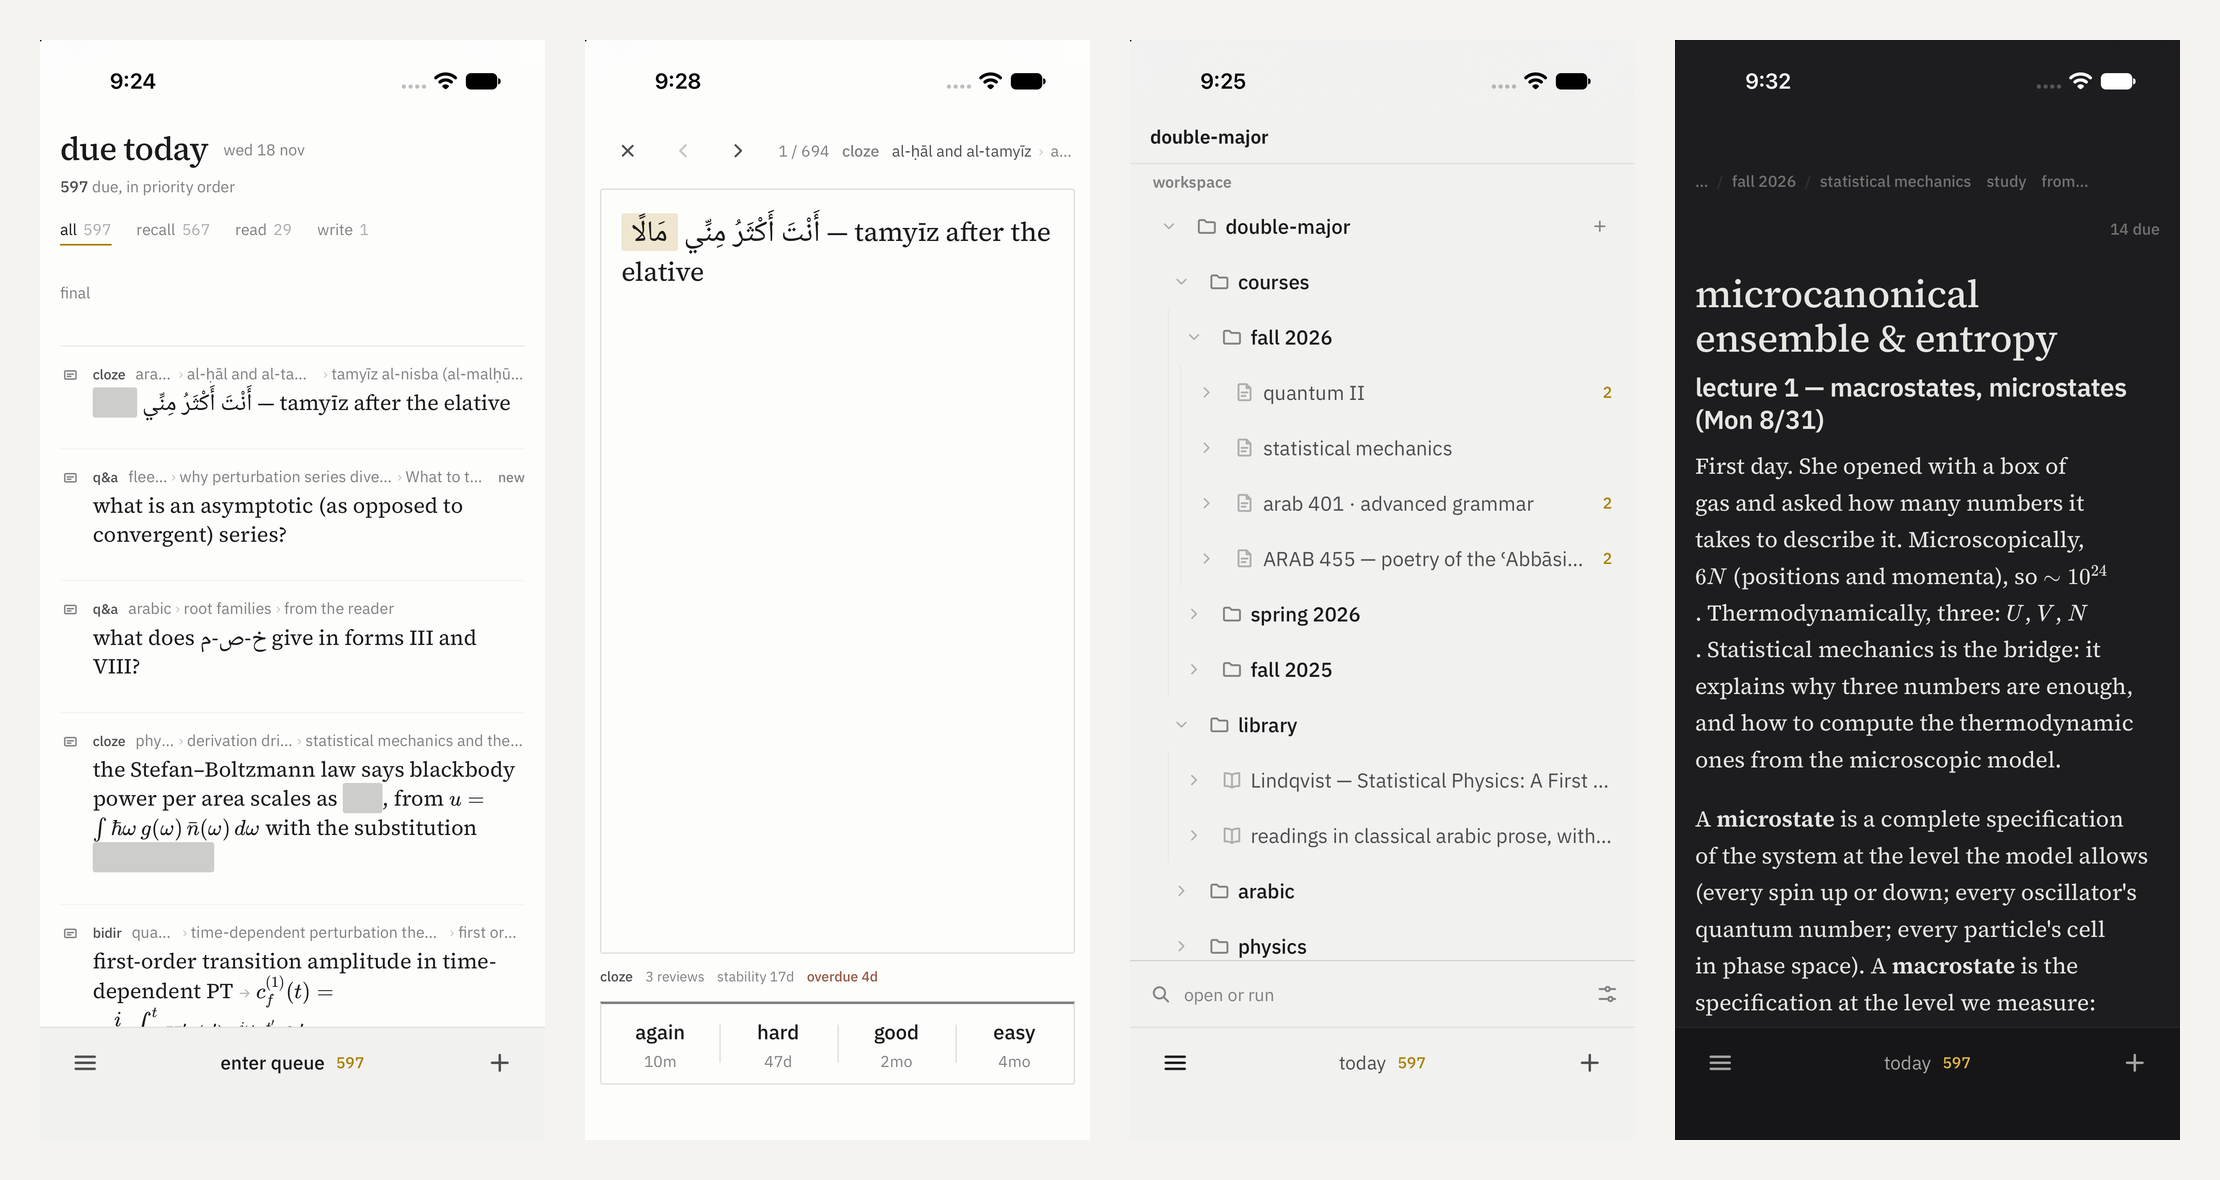 9:24
due today wed 18 nov
597 due, in priority order
all 597 recall 567 read 29 write 1
final
cloze ara... › al-ḥāl and al-ta... › tamyīz al-nisba (al-malḥū...
أَنْتَ أَكْثَرُ مِنِّي — tamyīz after the elative
q&a flee... › why perturbation series dive... › What to t... new
what is an asymptotic (as opposed to
convergent) series?
q&a arabic › root families › from the reader
what does خ-ص-م give in forms III and
VIII?
cloze phy... › derivation dri... › statistical mechanics and the...
the Stefan–Boltzmann law says blackbody
power per area scales as , from u =
∫ ℏω g(ω) n̄(ω) dω with the substitution
bidir qua... › time-dependent perturbation the... › first or...
first-order transition amplitude in time-
dependent PT → c_f^(1)(t) =
enter queue 597
9:28
1 / 694 cloze al-ḥāl and al-tamyīz › a...
أَنْتَ أَكْثَرُ مِنِّي مَالًا — tamyīz after the
elative
cloze 3 reviews stability 17d overdue 4d
again hard good easy
10m 47d 2mo 4mo
9:25
double-major
workspace
double-major
courses
fall 2026
quantum II 2
statistical mechanics
arab 401 · advanced grammar 2
ARAB 455 — poetry of the ʿAbbāsi... 2
spring 2026
fall 2025
library
Lindqvist — Statistical Physics: A First ...
readings in classical arabic prose, with...
arabic
physics
open or run
today 597
9:32
... / fall 2026 / statistical mechanics study from...
14 due
microcanonical
ensemble & entropy
lecture 1 — macrostates, microstates
(Mon 8/31)
First day. She opened with a box of
gas and asked how many numbers it
takes to describe it. Microscopically,
6N (positions and momenta), so ∼ 10^24
. Thermodynamically, three: U, V, N
. Statistical mechanics is the bridge: it
explains why three numbers are enough,
and how to compute the thermodynamic
ones from the microscopic model.
A microstate is a complete specification
of the system at the level the model allows
(every spin up or down; every oscillator's
quantum number; every particle's cell
in phase space). A macrostate is the
specification at the level we measure:
today 597